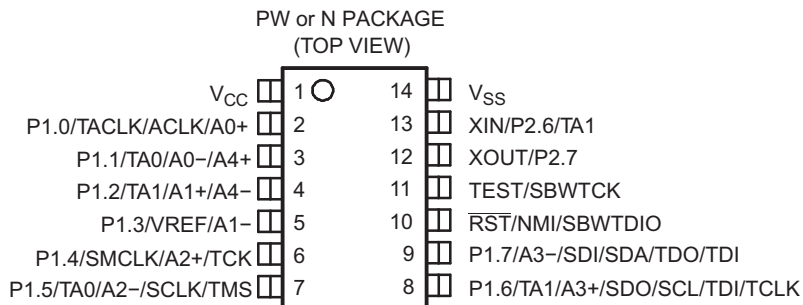 PW or N PACKAGE
(TOP VIEW)
VCC 1 14 VSS
P1.0/TACLK/ACLK/A0+ 2 13 XIN/P2.6/TA1
P1.1/TA0/A0−/A4+ 3 12 XOUT/P2.7
P1.2/TA1/A1+/A4− 4 11 TEST/SBWTCK
P1.3/VREF/A1− 5 10 R̅S̅T̅/NMI/SBWTDIO
P1.4/SMCLK/A2+/TCK 6 9 P1.7/A3−/SDI/SDA/TDO/TDI
P1.5/TA0/A2−/SCLK/TMS 7 8 P1.6/TA1/A3+/SDO/SCL/TDI/TCLK